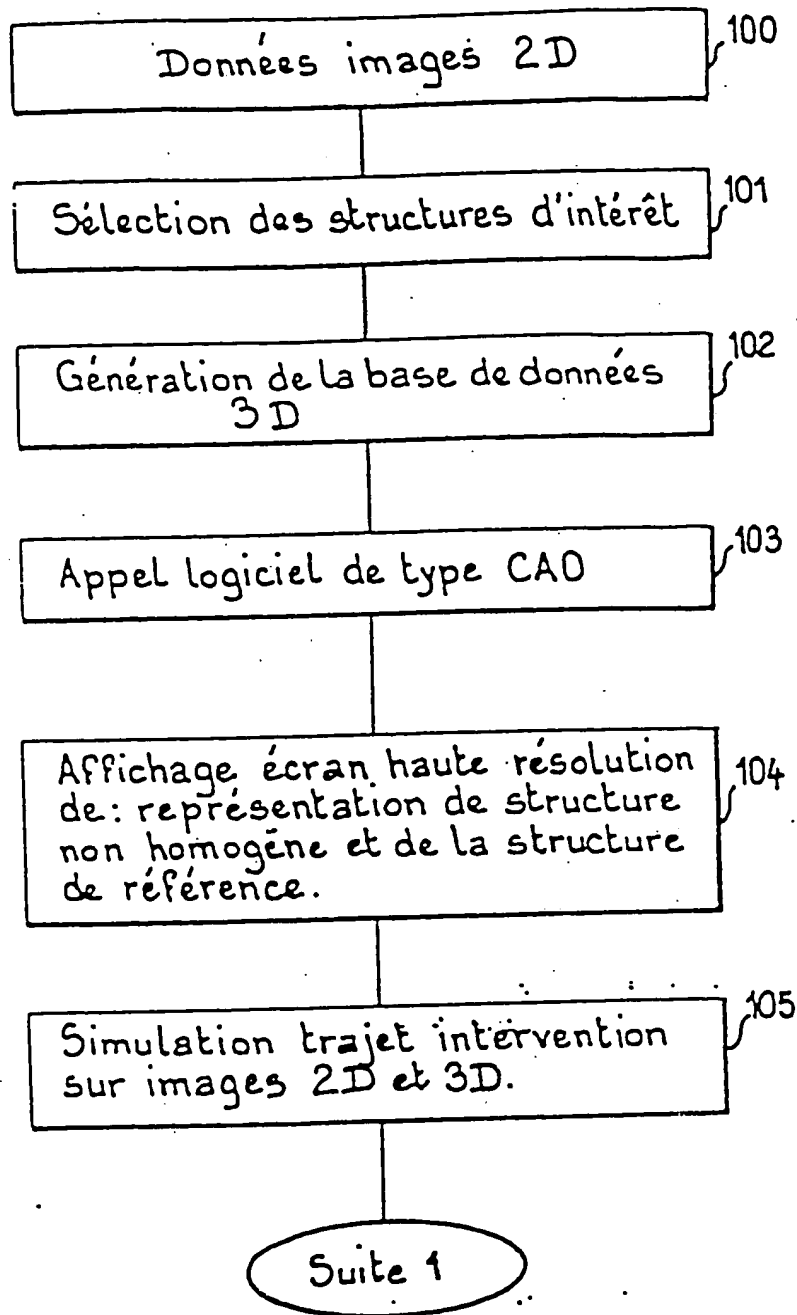 Données images 2D
100
Sélection des structures d'intérêt
101
Génération de la base de données
3D
102
Appel logiciel de type CAO
103
Affichage écran haute résolution
de: représentation de structure
non homogène et de la structure
de référence.
104
Simulation trajet intervention
sur images 2D et 3D.
105
Suite 1